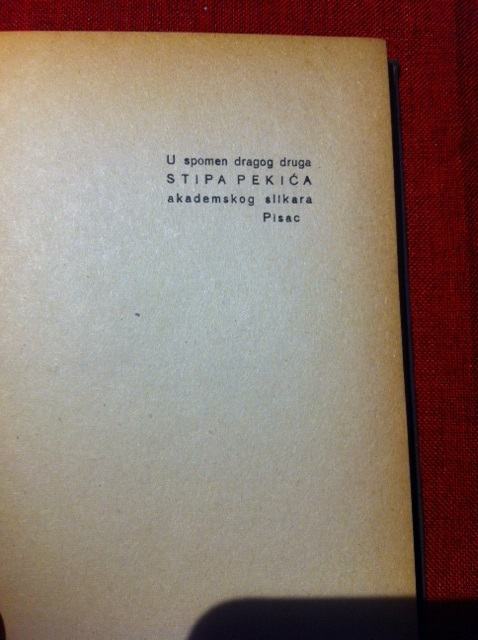 U spomen dragog druga
STIPA PEKIĆA
akademskog slikara
Pisac